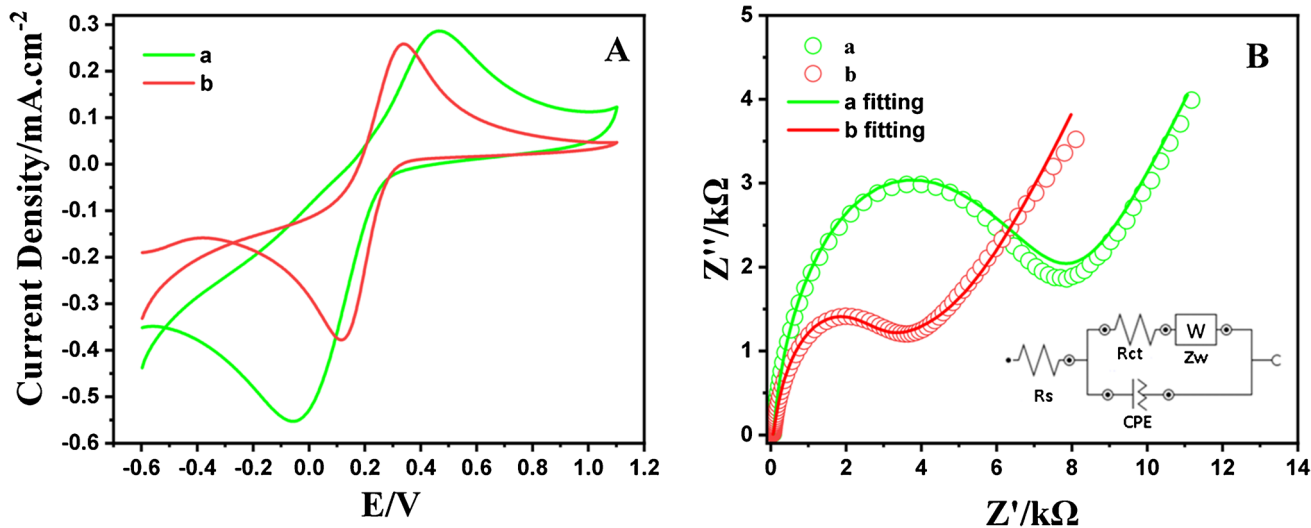 A
a
b
Current Density/mA.cm-2
0.3
0.2
0.1
0.0
-0.1
-0.2
-0.3
-0.4
-0.5
-0.6
-0.6 -0.4 -0.2 0.0 0.2 0.4 0.6 0.8 1.0 1.2
E/V
B
a
b
a fitting
b fitting
Z''/kΩ
5
4
3
2
1
0
Rs
Rct
W
Zw
CPE
0 2 4 6 8 10 12 14
Z'/kΩ